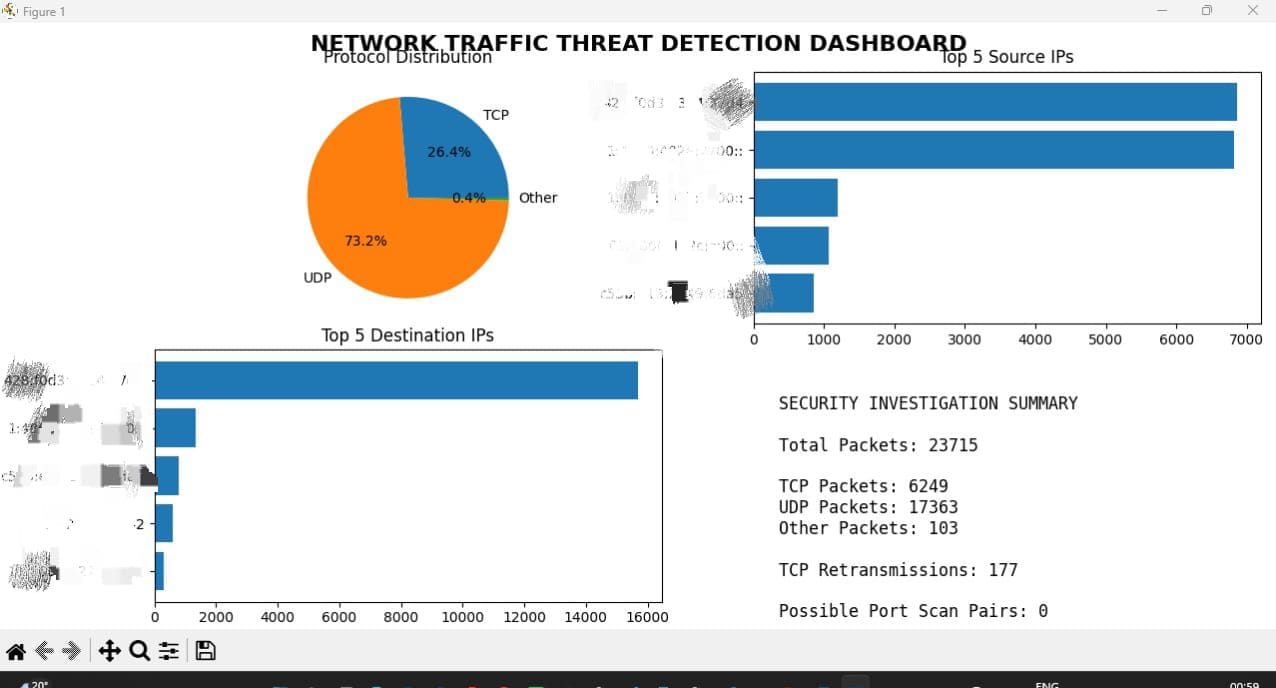 Figure 1
NETWORK TRAFFIC THREAT DETECTION DASHBOARD
Protocol Distribution
TCP
26.4%
0.4%
Other
73.2%
UDP
Top 5 Source IPs
0 1000 2000 3000 4000 5000 6000 7000
Top 5 Destination IPs
0 2000 4000 6000 8000 10000 12000 14000 16000
SECURITY INVESTIGATION SUMMARY
Total Packets: 23715
TCP Packets: 6249
UDP Packets: 17363
Other Packets: 103
TCP Retransmissions: 177
Possible Port Scan Pairs: 0
20°
ENG
00:59